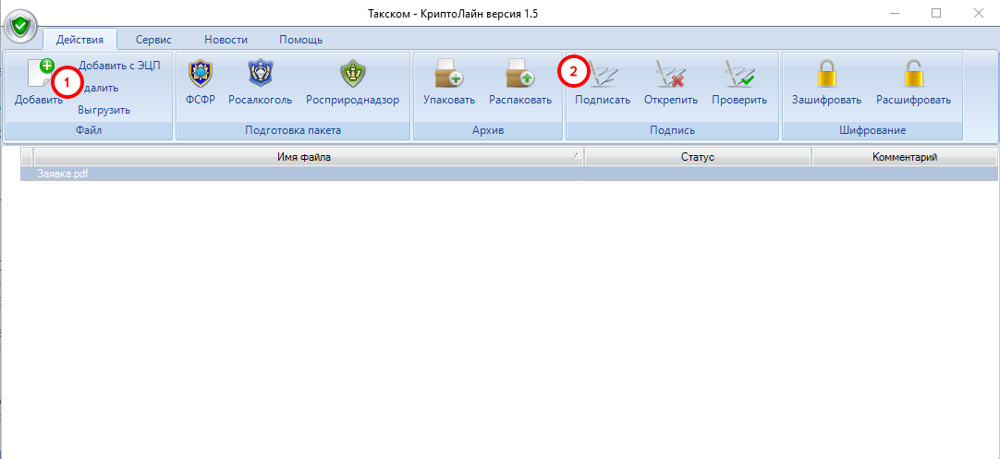 Такском - КриптоЛайн версия 1.5
Действия Сервис Новости Помощь
Добавить с ЭЦП
1
далить
Добавить
Выгрузить
ФСФР Росалкоголь Росприроднадзор
Упаковать Распаковать
2
Подписать Открепить Проверить
Зашифровать Расшифровать
Файл Подготовка пакета Архив Подпись Шифрование
Имя файла Статус Комментарий
Заявка.pdf